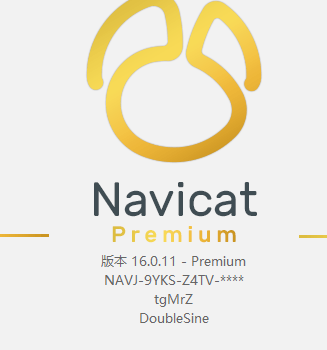 Navicat
Premium
版本 16.0.11 - Premium
NAVJ-9YKS-Z4TV-****
tgMrZ
DoubleSine